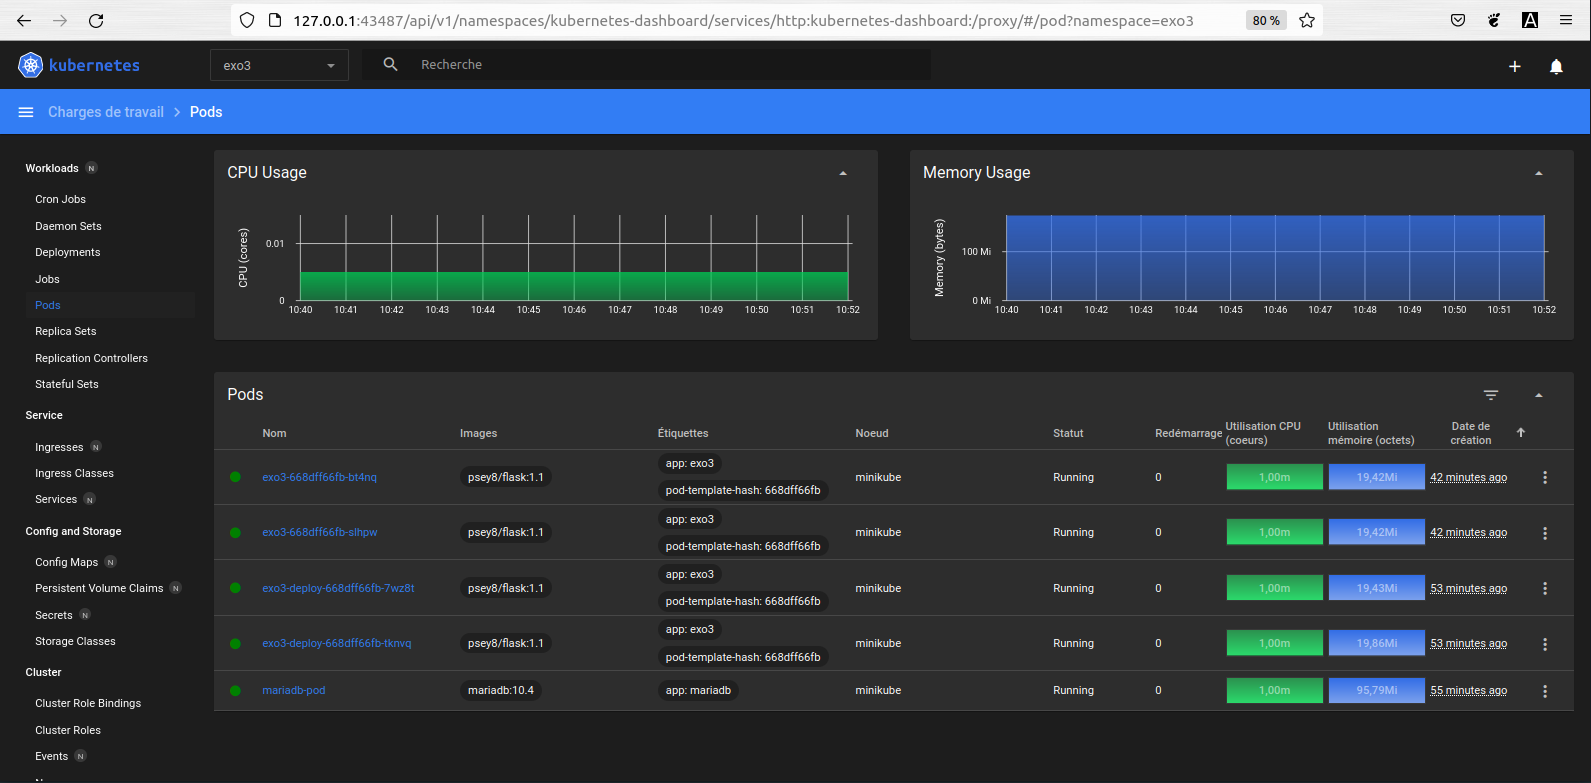 127.0.0.1:43487/api/v1/namespaces/kubernetes-dashboard/services/http:kubernetes-dashboard:/proxy/#/pod?namespace=exo3 80 %
kubernetes exo3 Recherche
Charges de travail Pods
Workloads N
Cron Jobs
Daemon Sets
Deployments
Jobs
Pods
Replica Sets
Replication Controllers
Stateful Sets
Service
Ingresses N
Ingress Classes
Services N
Config and Storage
Config Maps N
Persistent Volume Claims N
Secrets N
Storage Classes
Cluster
Cluster Role Bindings
Cluster Roles
Events N
CPU Usage
CPU (cores)
0.01
0
10:40 10:41 10:42 10:43 10:44 10:45 10:46 10:47 10:48 10:49 10:50 10:51 10:52
Memory Usage
Memory (bytes)
100 Mi
0 Mi
10:40 10:41 10:42 10:43 10:44 10:45 10:46 10:47 10:48 10:49 10:50 10:51 10:52
Pods
Nom Images Étiquettes Noeud Statut Redémarrage Utilisation CPU (coeurs) Utilisation mémoire (octets) Date de création
exo3-668dff66fb-bt4nq psey8/flask:1.1 app: exo3 pod-template-hash: 668dff66fb minikube Running 0 1,00m 19,42Mi 42 minutes ago
exo3-668dff66fb-slhpw psey8/flask:1.1 app: exo3 pod-template-hash: 668dff66fb minikube Running 0 1,00m 19,42Mi 42 minutes ago
exo3-deploy-668dff66fb-7wz8t psey8/flask:1.1 app: exo3 pod-template-hash: 668dff66fb minikube Running 0 1,00m 19,43Mi 53 minutes ago
exo3-deploy-668dff66fb-tknvq psey8/flask:1.1 app: exo3 pod-template-hash: 668dff66fb minikube Running 0 1,00m 19,86Mi 53 minutes ago
mariadb-pod mariadb:10.4 app: mariadb minikube Running 0 1,00m 95,79Mi 55 minutes ago